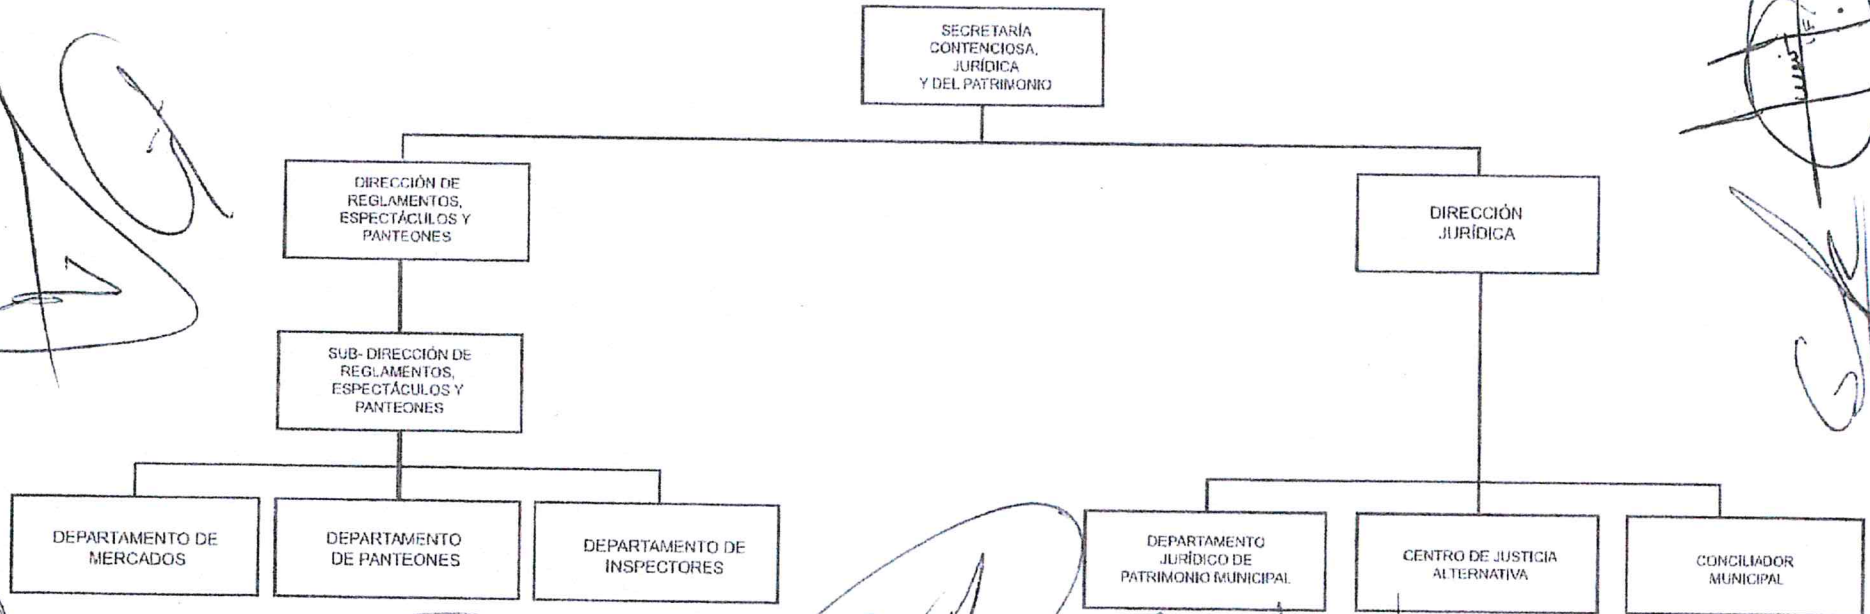 SECRETARÍA
CONTENCIOSA,
JURÍDICA
Y DEL PATRIMONIO
DIRECCIÓN DE
REGLAMENTOS,
ESPECTÁCULOS Y
PANTEONES
DIRECCIÓN
JURÍDICA
SUB- DIRECCIÓN DE
REGLAMENTOS,
ESPECTÁCULOS Y
PANTEONES
DEPARTAMENTO DE
MERCADOS
DEPARTAMENTO
DE PANTEONES
DEPARTAMENTO DE
INSPECTORES
DEPARTAMENTO
JURÍDICO DE
PATRIMONIO MUNICIPAL
CENTRO DE JUSTICIA
ALTERNATIVA
CONCILIADOR
MUNICIPAL